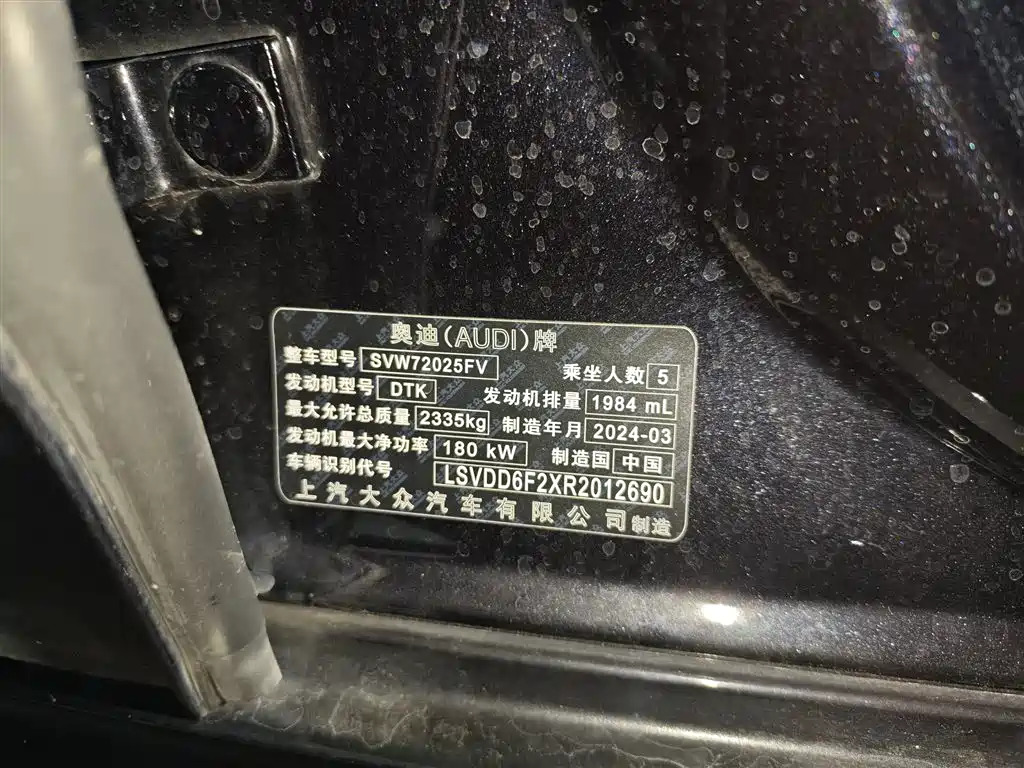 奥迪(AUDI)牌
整车型号 SVW72025FV 乘坐人数 5
发动机型号 DTK 发动机排量 1984 mL
最大允许总质量 2335kg 制造年月 2024-03
发动机最大净功率 180 kW 制造国 中国
车辆识别代号 LSVDD6F2XR2012690
上汽大众汽车有限公司制造